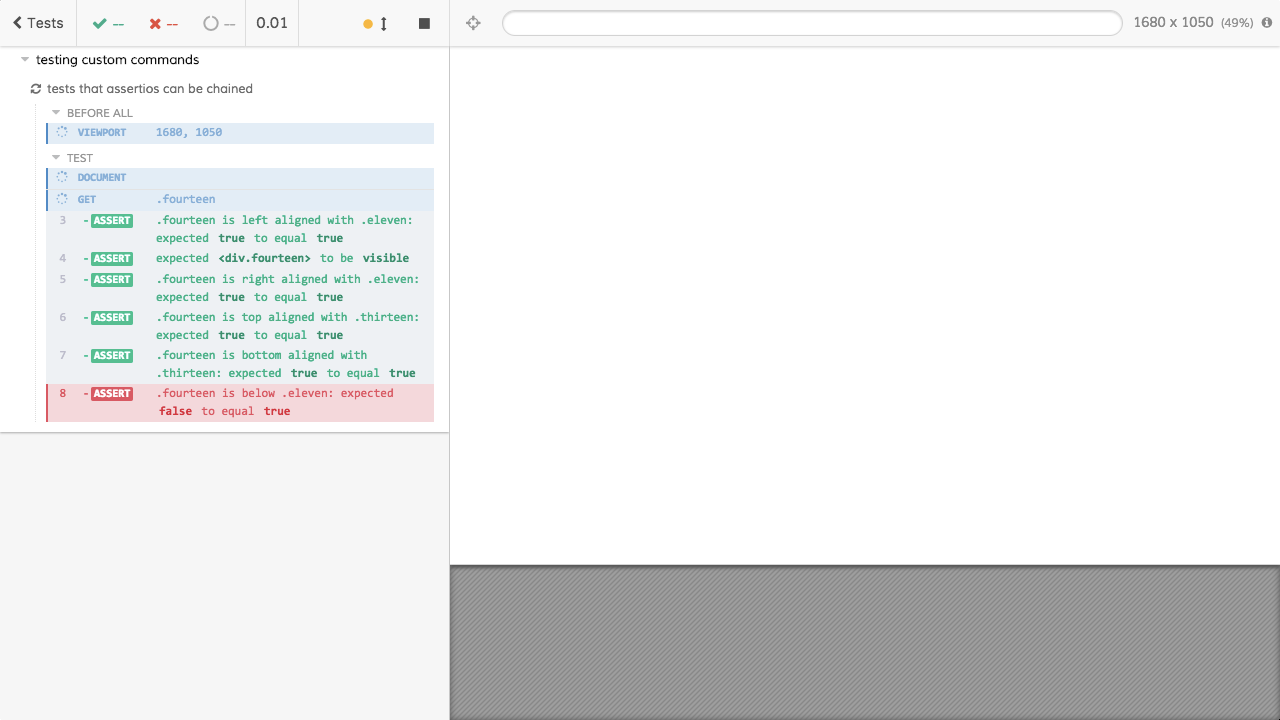 Tests -- -- -- 0.01 1680 x 1050 (49%)
testing custom commands
tests that assertios can be chained
BEFORE ALL
VIEWPORT 1680, 1050
TEST
DOCUMENT
GET .fourteen
3 -ASSERT .fourteen is left aligned with .eleven:
expected true to equal true
4 -ASSERT expected <div.fourteen> to be visible
5 -ASSERT .fourteen is right aligned with .eleven:
expected true to equal true
6 -ASSERT .fourteen is top aligned with .thirteen:
expected true to equal true
7 -ASSERT .fourteen is bottom aligned with
.thirteen: expected true to equal true
8 -ASSERT .fourteen is below .eleven: expected
false to equal true